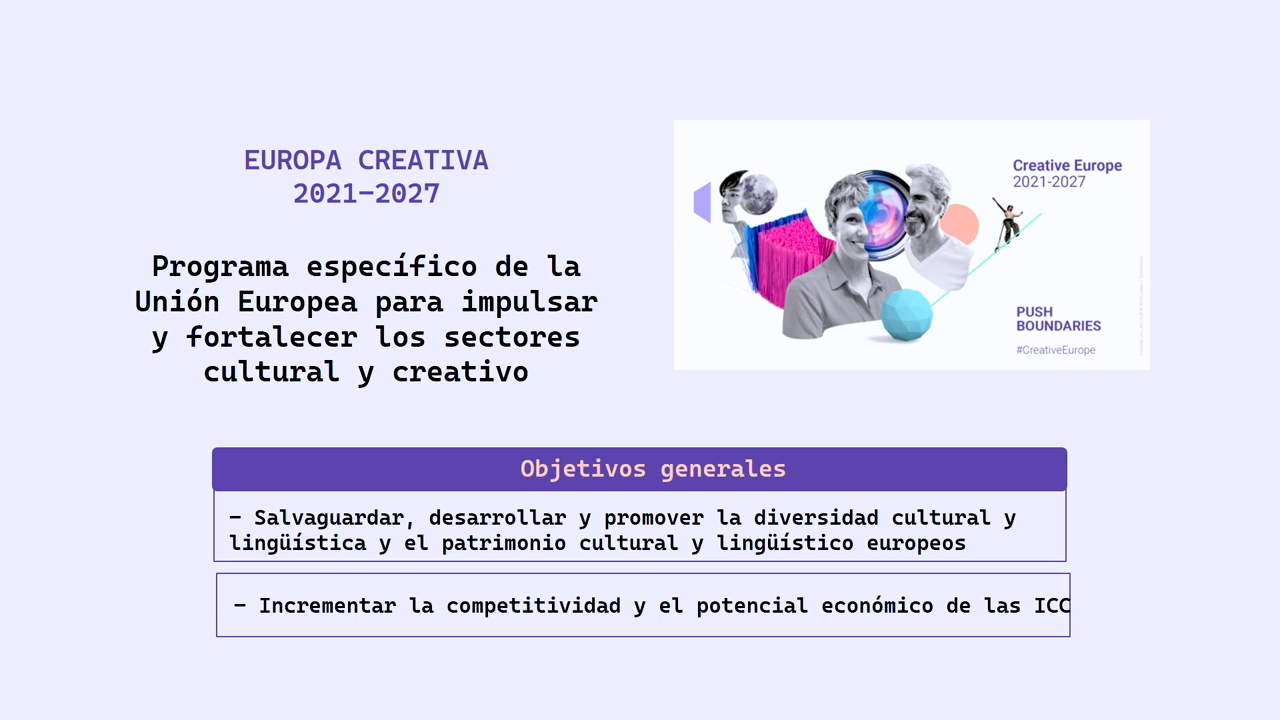 EUROPA CREATIVA
2021-2027
Programa específico de la
Unión Europea para impulsar
y fortalecer los sectores
cultural y creativo
Creative Europe
2021-2027
PUSH
BOUNDARIES
#CreativeEurope
Objetivos generales
- Salvaguardar, desarrollar y promover la diversidad cultural y
lingüística y el patrimonio cultural y lingüístico europeos
- Incrementar la competitividad y el potencial económico de las ICC